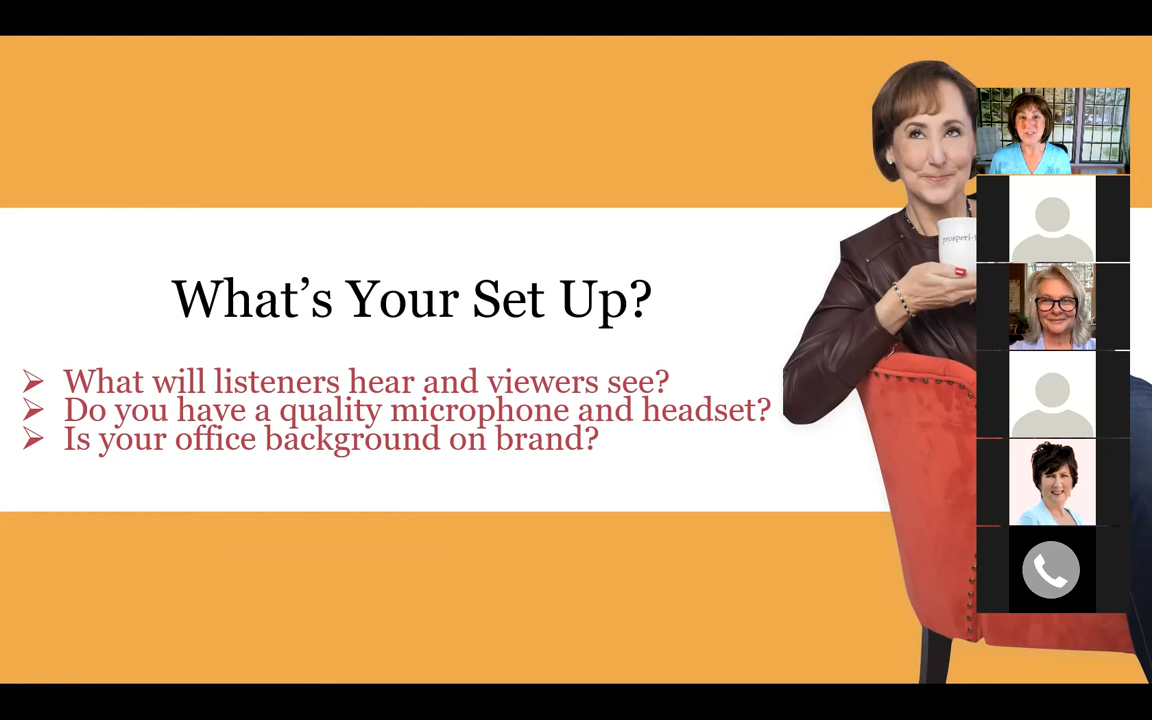 What’s Your Set Up?
➢ What will listeners hear and viewers see?
➢ Do you have a quality microphone and headset?
➢ Is your office background on brand?